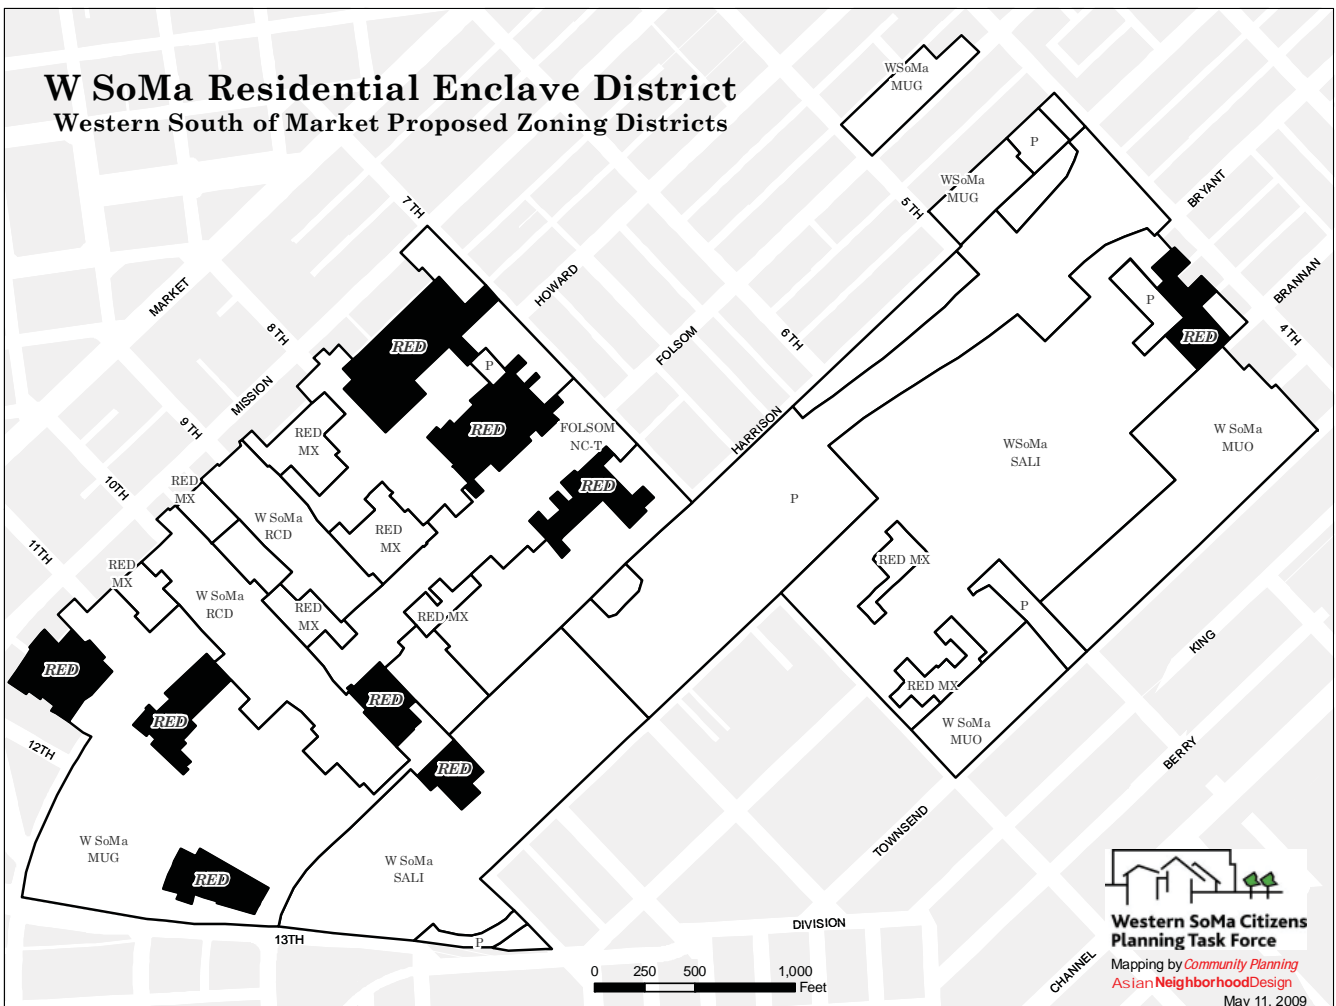 W SoMa Residential Enclave District
Western South of Market Proposed Zoning Districts
WSoMa
MUG
P
WSoMa
MUG
BRYANT
5 TH
7 TH
HOWARD
BRANNAN
MARKET
P
8 TH
FOLSOM
6 TH
4 TH
RED
RED
P
MISSION
9 TH
RED
MX
RED
FOLSOM
NC-T
HARRISON
WSoMa
SALI
W SoMa
MUO
10TH
RED
MX
RED
P
W SoMa
RCD
RED
MX
11TH
RED
MX
RED MX
W SoMa
RCD
RED
MX
RED MX
P
KING
RED
RED
RED MX
RED
W SoMa
MUO
12TH
RED
BERRY
W SoMa
MUG
W SoMa
SALI
TOWNSEND
RED
DIVISION
13TH
P
CHANNEL
0 250 500 1,000
Feet
Western SoMa Citizens
Planning Task Force
Mapping by Community Planning
Asian NeighborhoodDesign
May 11, 2009